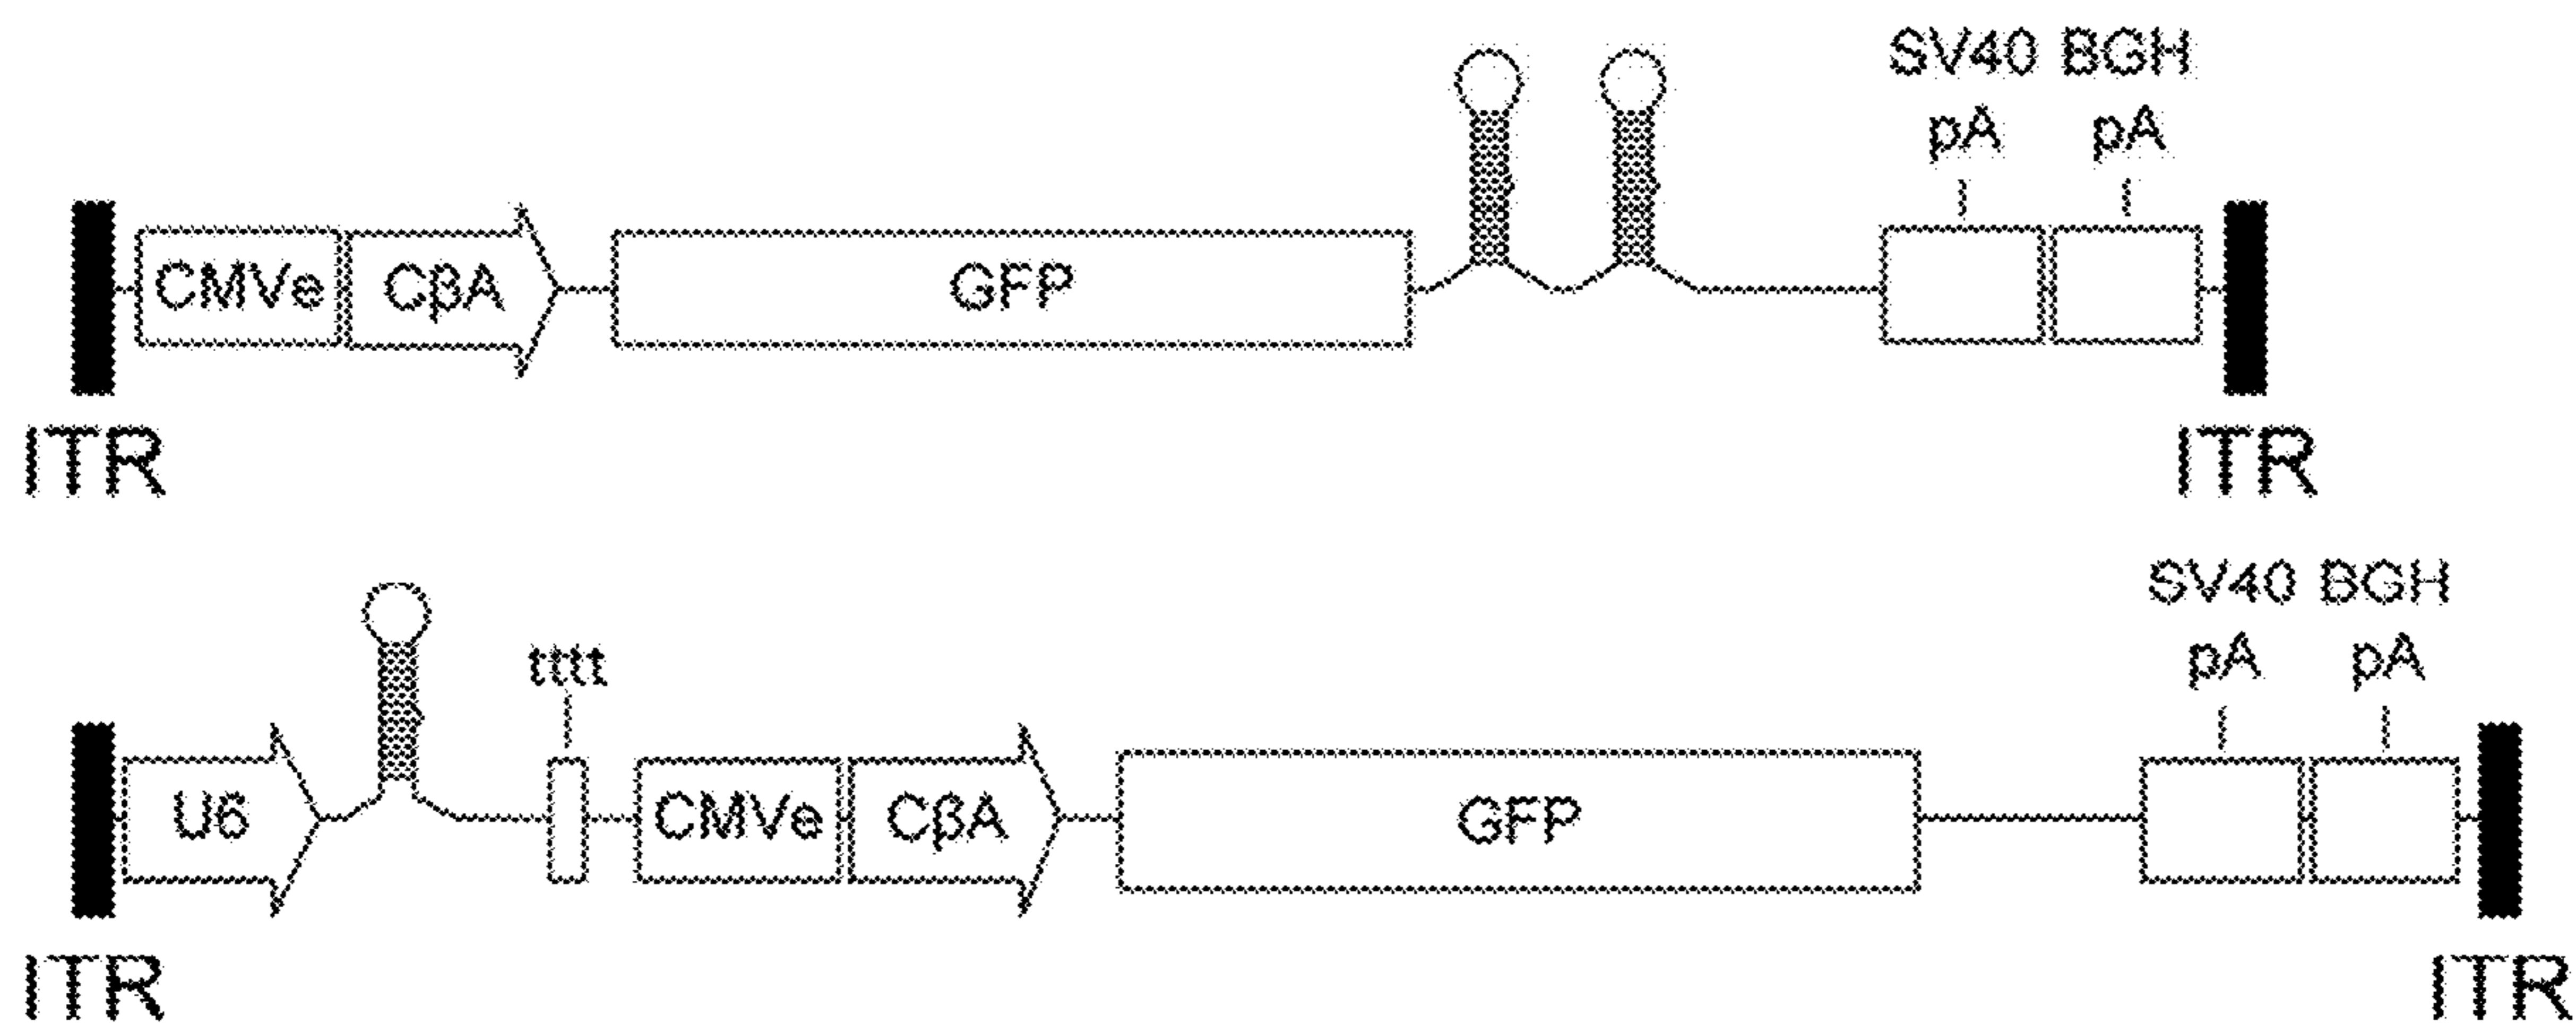 SV40 BGH
pA pA
CMVe CβA GFP
ITR ITR
SV40 BGH
tttt pA pA
U6 CMVe CβA GFP
ITR ITR